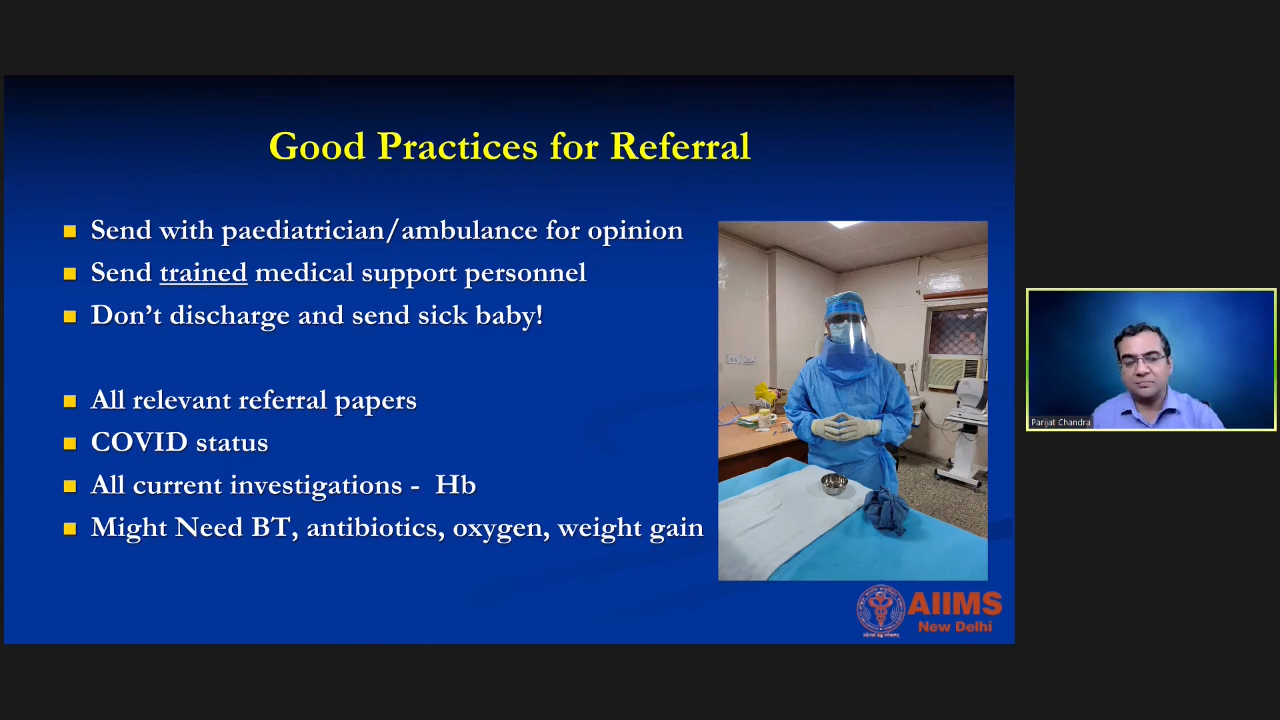 Good Practices for Referral
Send with paediatrician/ambulance for opinion
Send trained medical support personnel
Don't discharge and send sick baby!
All relevant referral papers
COVID status
All current investigations - Hb
Might Need BT, antibiotics, oxygen, weight gain
AIIMS
New Delhi
Parijat Chandra